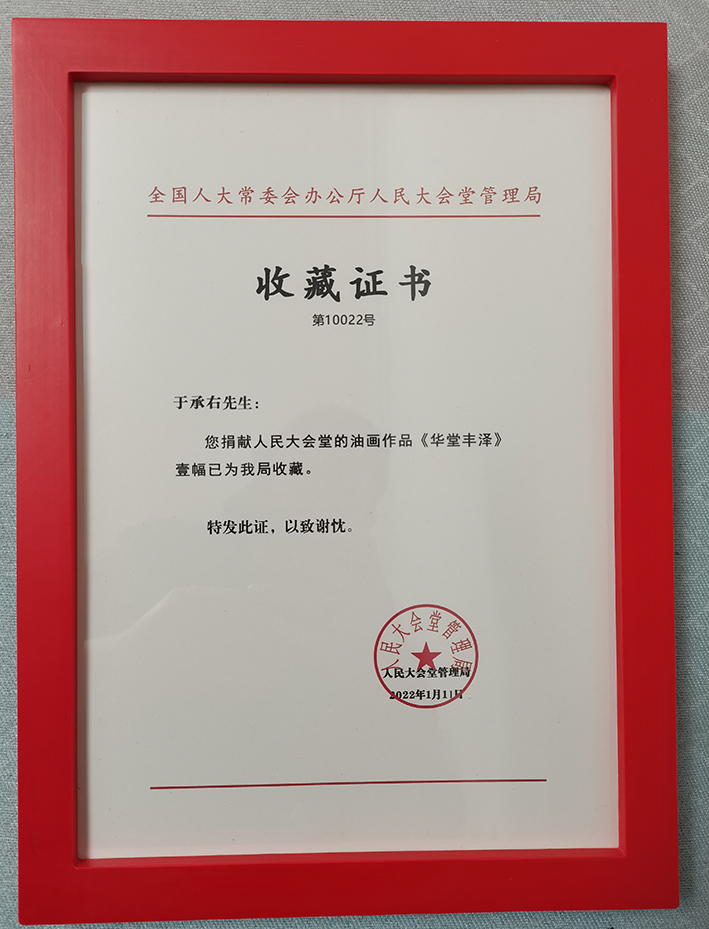 全国人大常委会办公厅人民大会堂管理局
收藏证书
第10022号
于承右先生：
您捐献人民大会堂的油画作品《华堂丰泽》
壹幅已为我局收藏。
特发此证，以致谢忱。
人民大会堂管理局
人民大会堂管理局
2022年1月11日